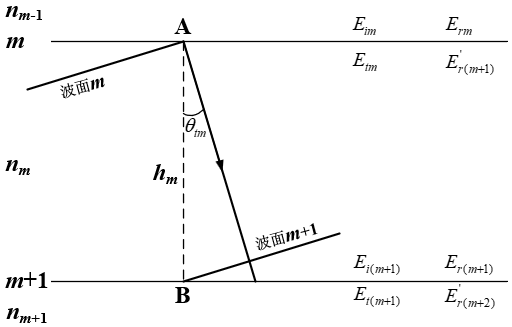 n_{m-1} A E_{im} E_{rm}
m E_{tm} E'_{r(m+1)}
波面m
θ_{tm}
n_m h_m
波面m+1
m+1 E_{i(m+1)} E_{r(m+1)}
B E_{t(m+1)} E'_{r(m+2)}
n_{m+1}